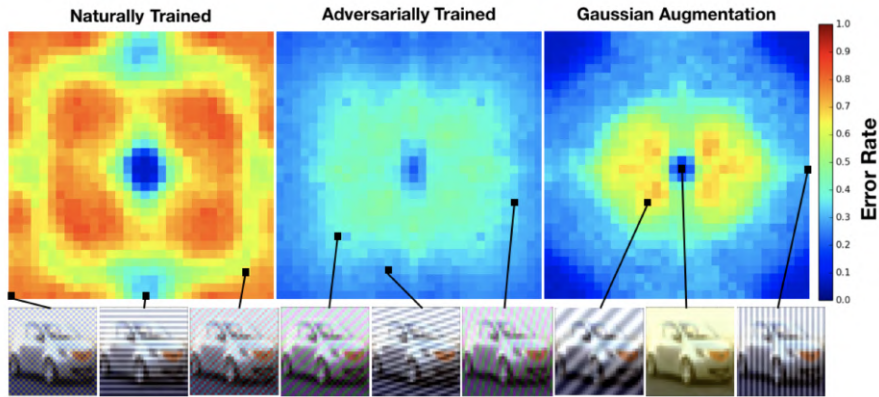 Naturally Trained
Adversarially Trained
Gaussian Augmentation
1.0
0.9
0.8
0.7
0.6
0.5
0.4
0.3
0.2
0.1
0.0
Error Rate